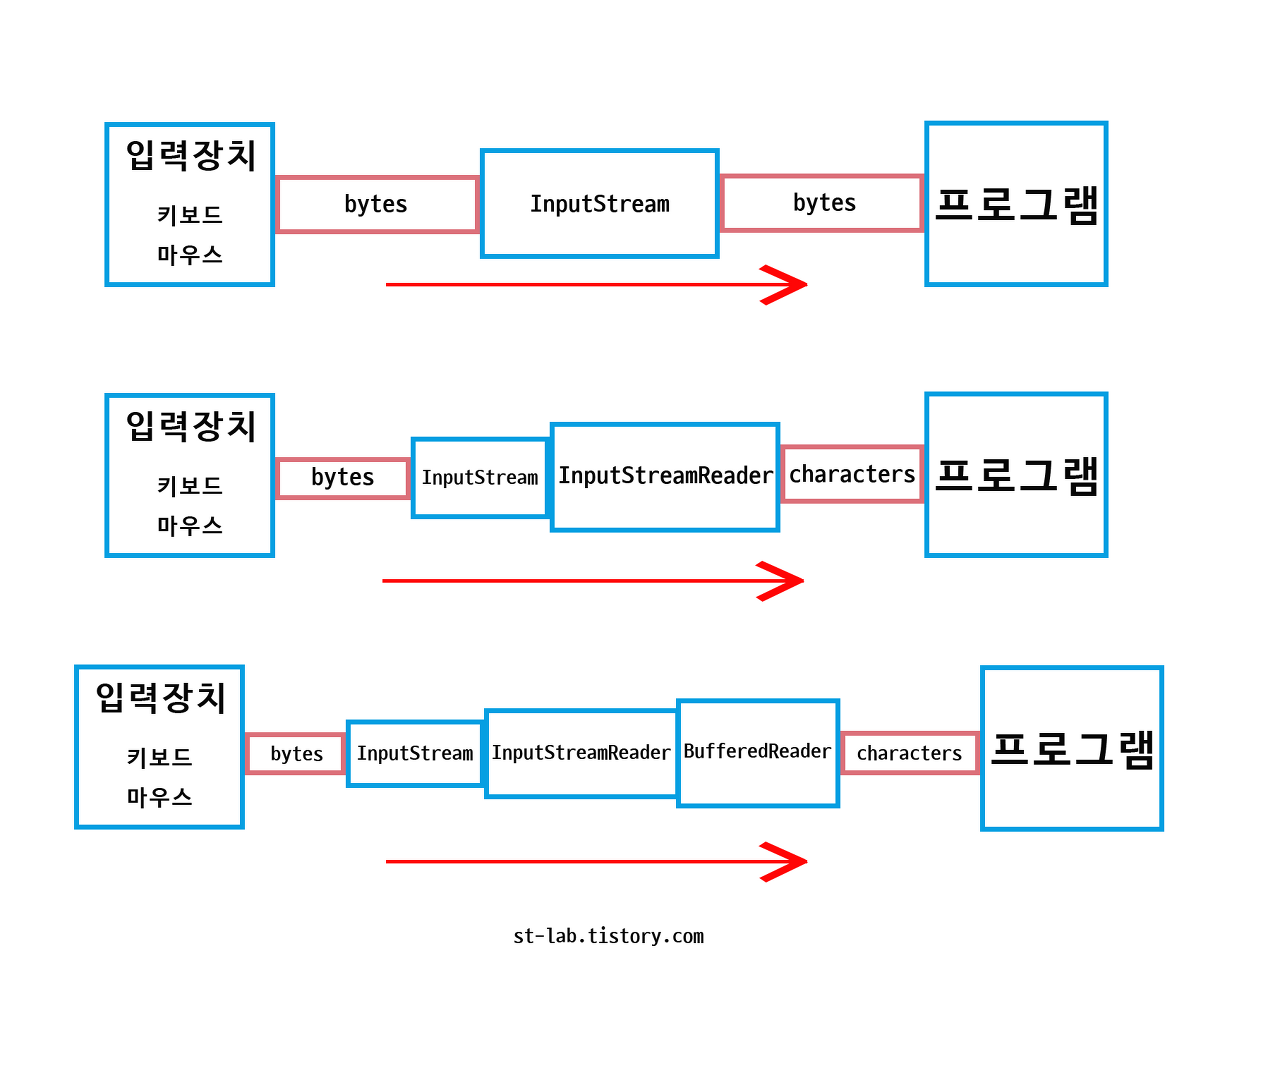 입력장치
키보드
마우스
bytes
InputStream
bytes
프로그램
입력장치
키보드
마우스
bytes
InputStream
InputStreamReader
characters
프로그램
입력장치
키보드
마우스
bytes
InputStream
InputStreamReader
BufferedReader
characters
프로그램
st-lab.tistory.com